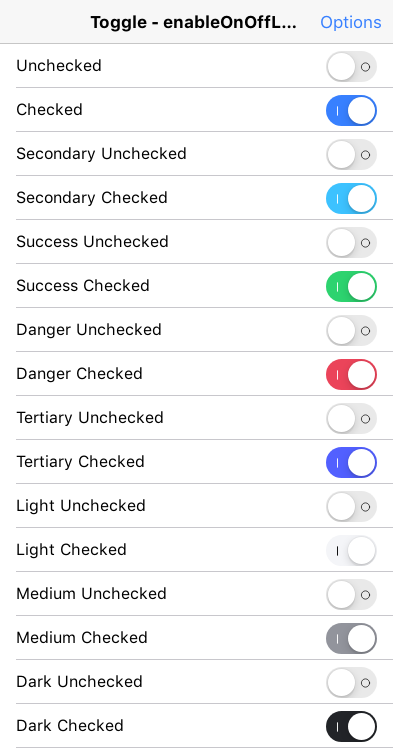 Toggle - enableOnOffL...
Options
Unchecked
Checked
Secondary Unchecked
Secondary Checked
Success Unchecked
Success Checked
Danger Unchecked
Danger Checked
Tertiary Unchecked
Tertiary Checked
Light Unchecked
Light Checked
Medium Unchecked
Medium Checked
Dark Unchecked
Dark Checked